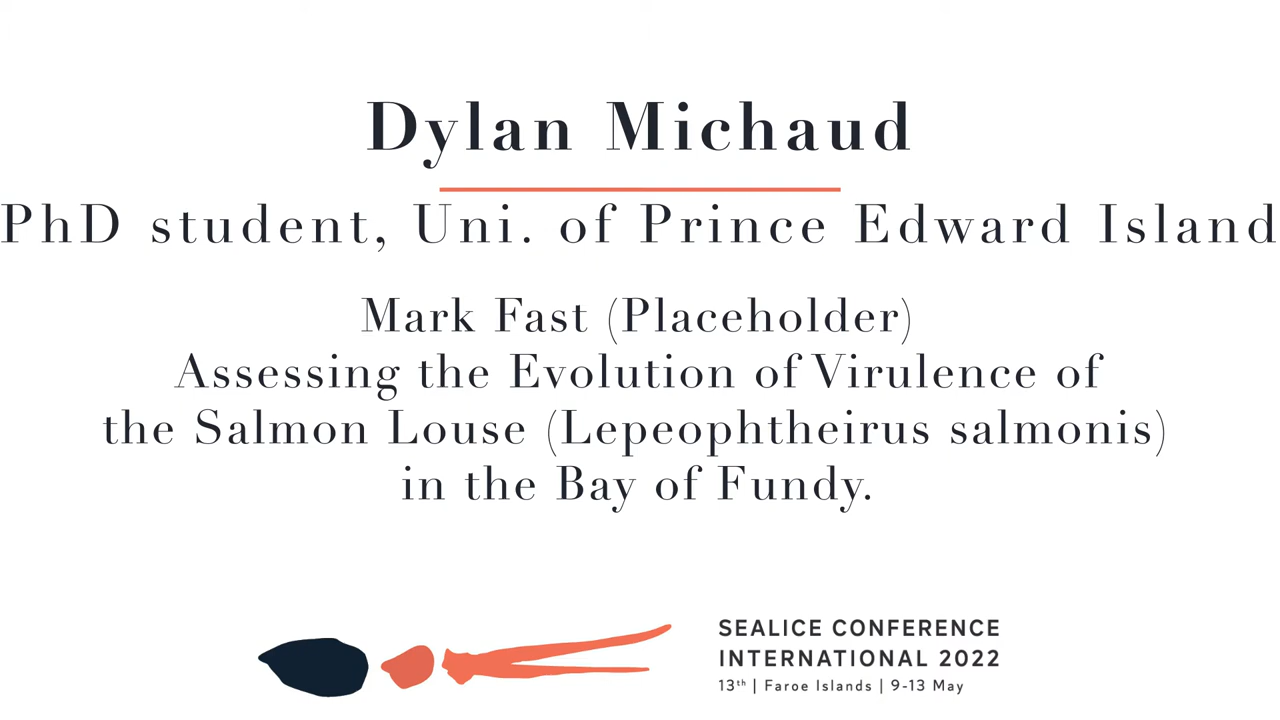 Dylan Michaud
PhD student, Uni. of Prince Edward Island
Mark Fast (Placeholder)
Assessing the Evolution of Virulence of
the Salmon Louse (Lepeophtheirus salmonis)
in the Bay of Fundy.
SEALICE CONFERENCE
INTERNATIONAL 2022
13th | Faroe Islands | 9-13 May